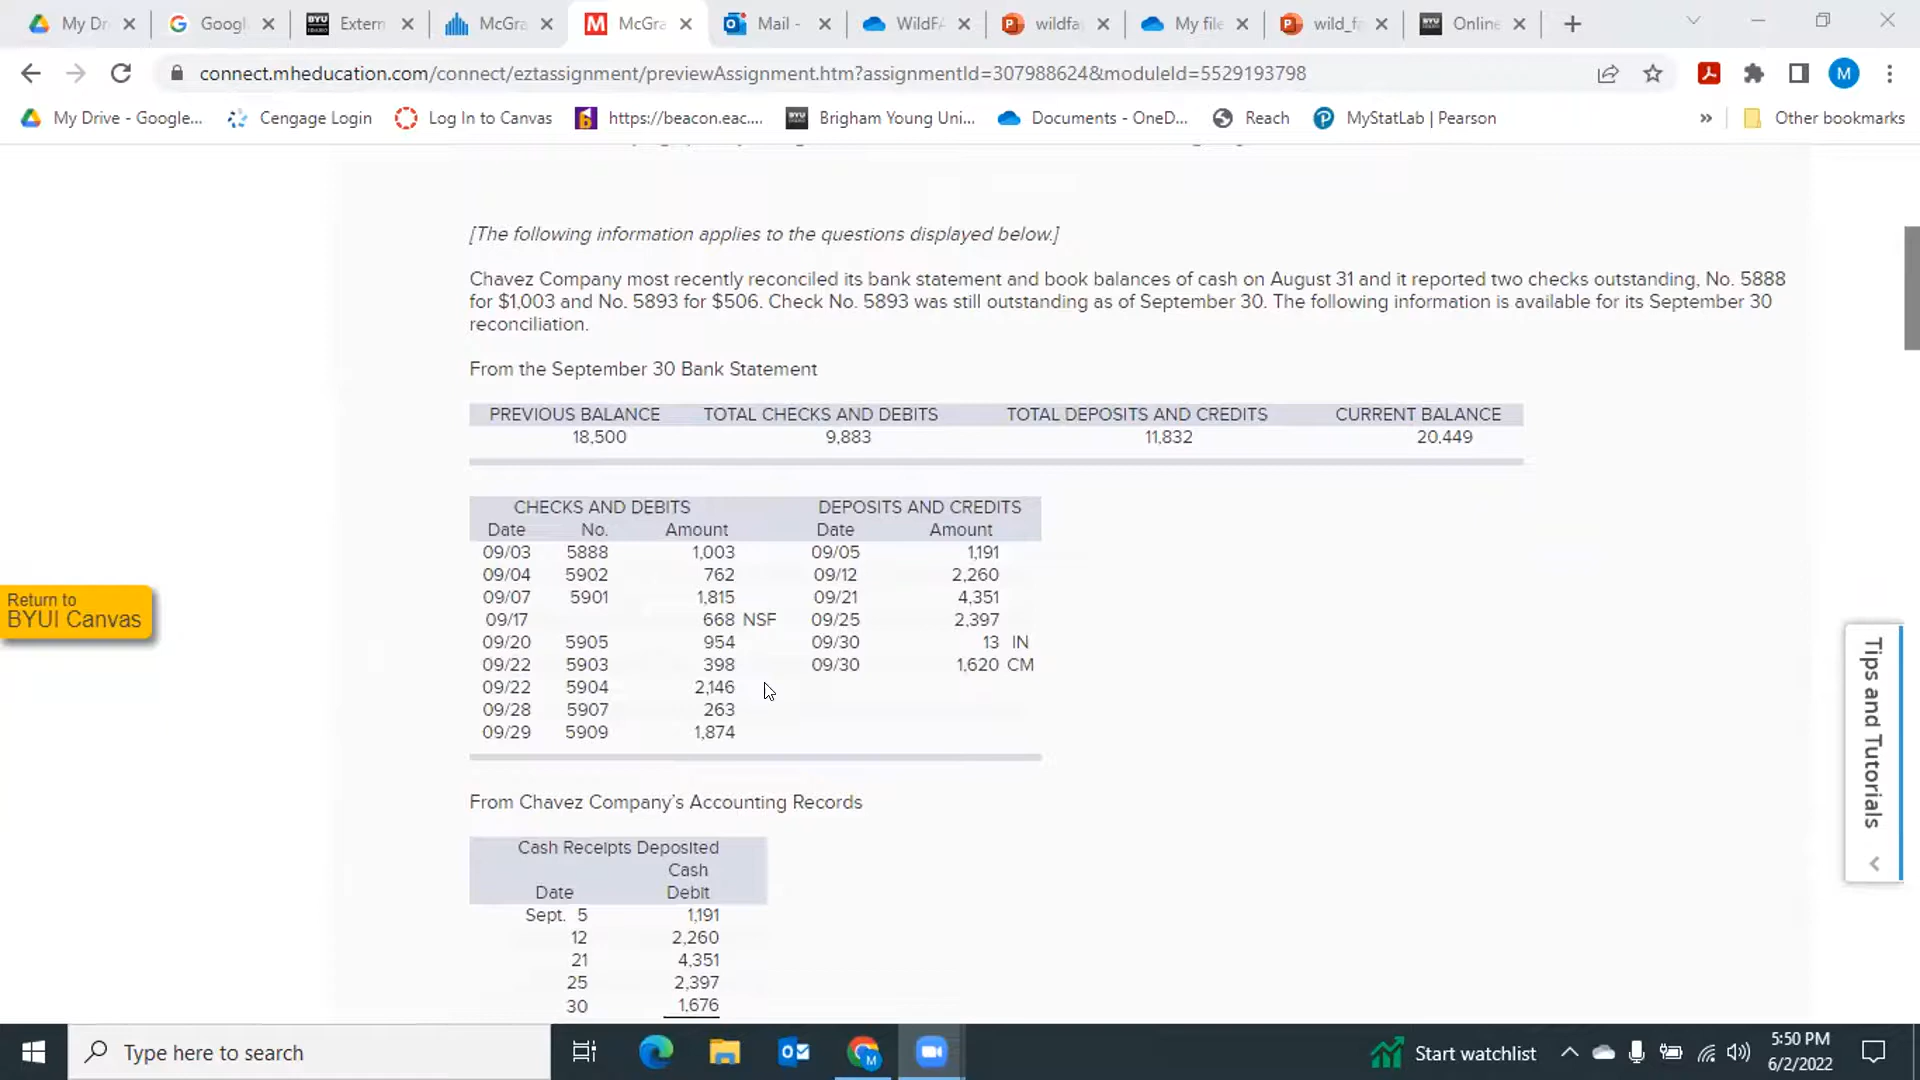 My Dr
Googl
Extern
McGra
McGra
Mail -
WildFA
wildfa
My file
wild_fa
Online
connect.mheducation.com/connect/eztassignment/previewAssignment.htm?assignmentId=307988624&moduleId=5529193798
M
My Drive - Google...
Cengage Login
Log In to Canvas
https://beacon.eac....
Brigham Young Uni...
Documents - OneD...
Reach
MyStatLab | Pearson
»
Other bookmarks
[The following information applies to the questions displayed below.]
Chavez Company most recently reconciled its bank statement and book balances of cash on August 31 and it reported two checks outstanding, No. 5888
for $1,003 and No. 5893 for $506. Check No. 5893 was still outstanding as of September 30. The following information is available for its September 30
reconciliation.
From the September 30 Bank Statement
PREVIOUS BALANCE TOTAL CHECKS AND DEBITS TOTAL DEPOSITS AND CREDITS CURRENT BALANCE
18,500 9,883 11,832 20,449
CHECKS AND DEBITS DEPOSITS AND CREDITS
Date No. Amount Date Amount
09/03 5888 1,003 09/05 1,191
09/04 5902 762 09/12 2,260
09/07 5901 1,815 09/21 4,351
09/17 668 NSF 09/25 2,397
09/20 5905 954 09/30 13 IN
09/22 5903 398 09/30 1,620 CM
09/22 5904 2,146
09/28 5907 263
09/29 5909 1,874
From Chavez Company's Accounting Records
Cash Receipts Deposited
Cash
Date Debit
Sept. 5 1,191
12 2,260
21 4,351
25 2,397
30 1,676
Return to
BYUI Canvas
Tips and Tutorials
Type here to search
Start watchlist
5:50 PM
6/2/2022